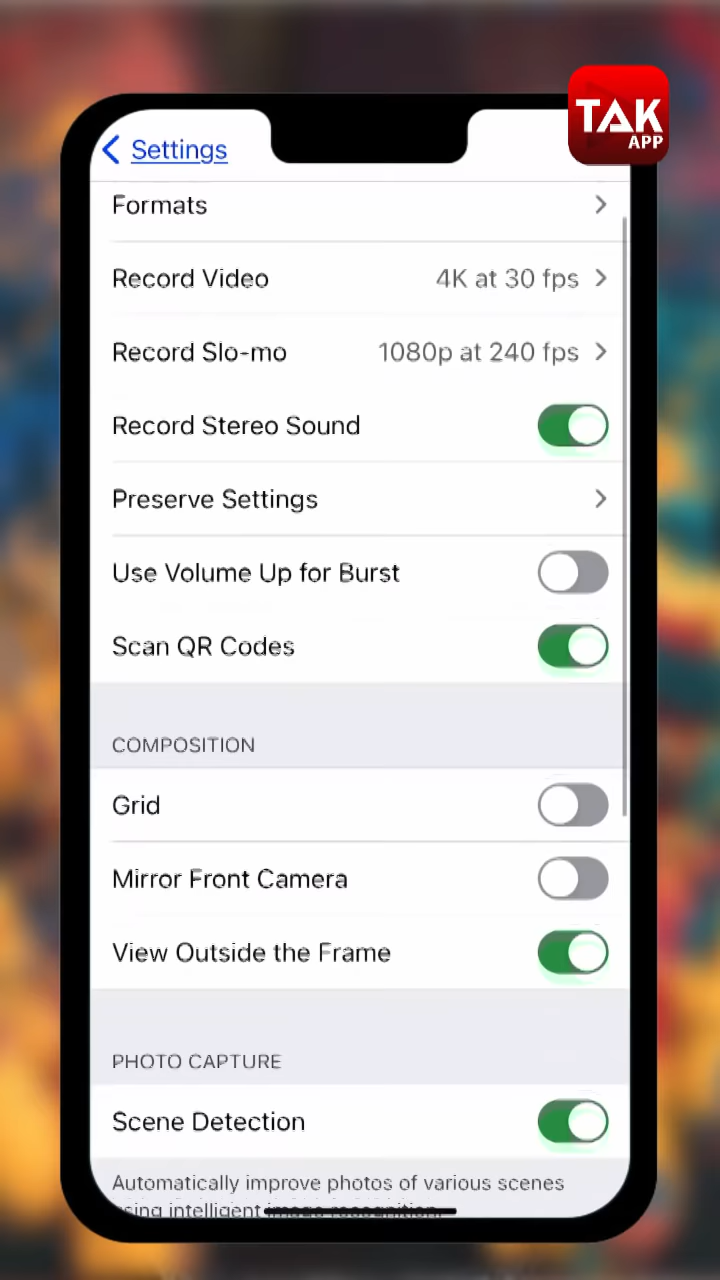 TAK
APP
Settings
Formats
Record Video 4K at 30 fps
Record Slo-mo 1080p at 240 fps
Record Stereo Sound
Preserve Settings
Use Volume Up for Burst
Scan QR Codes
COMPOSITION
Grid
Mirror Front Camera
View Outside the Frame
PHOTO CAPTURE
Scene Detection
Automatically improve photos of various scenes
using intelligent image recognition.